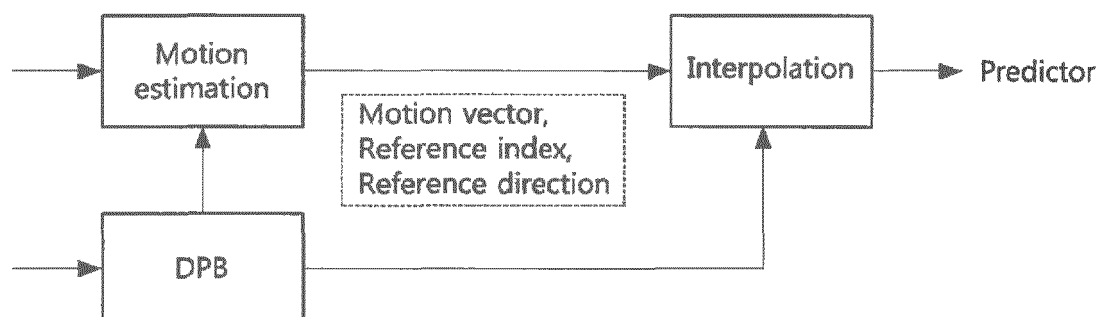 Motion
estimation
Interpolation
Predictor
Motion vector,
Reference index,
Reference direction
DPB